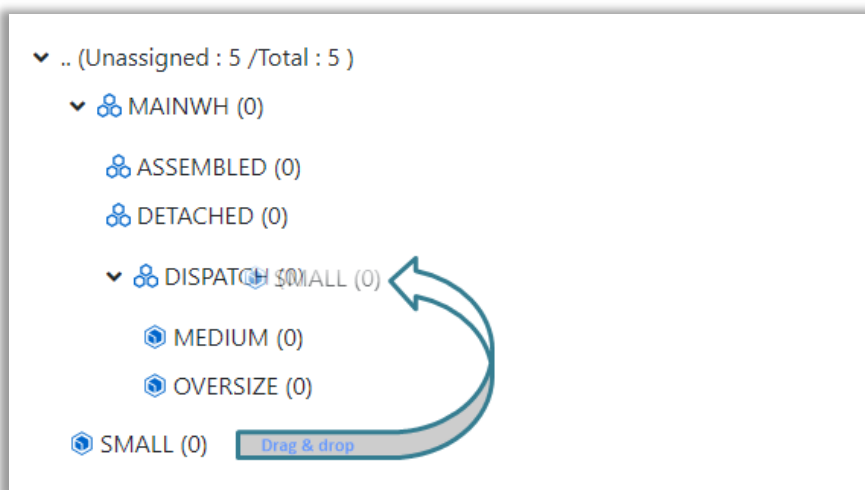 .. (Unassigned : 5 /Total : 5 )
MAINWH (0)
ASSEMBLED (0)
DETACHED (0)
DISPATCH (0) SMALL (0)
MEDIUM (0)
OVERSIZE (0)
SMALL (0) Drag & drop